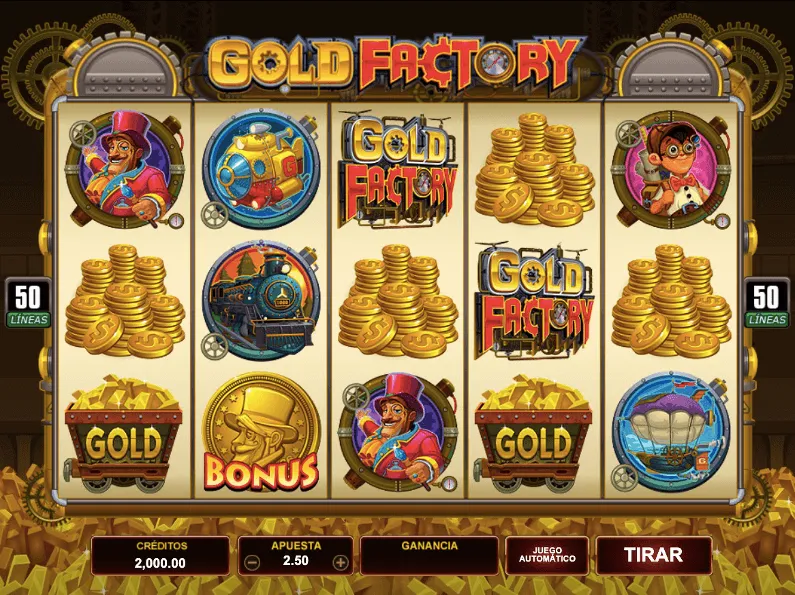 GOLD FACTORY
GOLD
FACTORY
G
GOLD
FACTORY
50
LÍNEAS
50
LÍNEAS
GOLD
BONUS
GOLD
G
CRÉDITOS
2,000.00
APUESTA
2.50
GANANCIA
JUEGO
AUTOMÁTICO
TIRAR